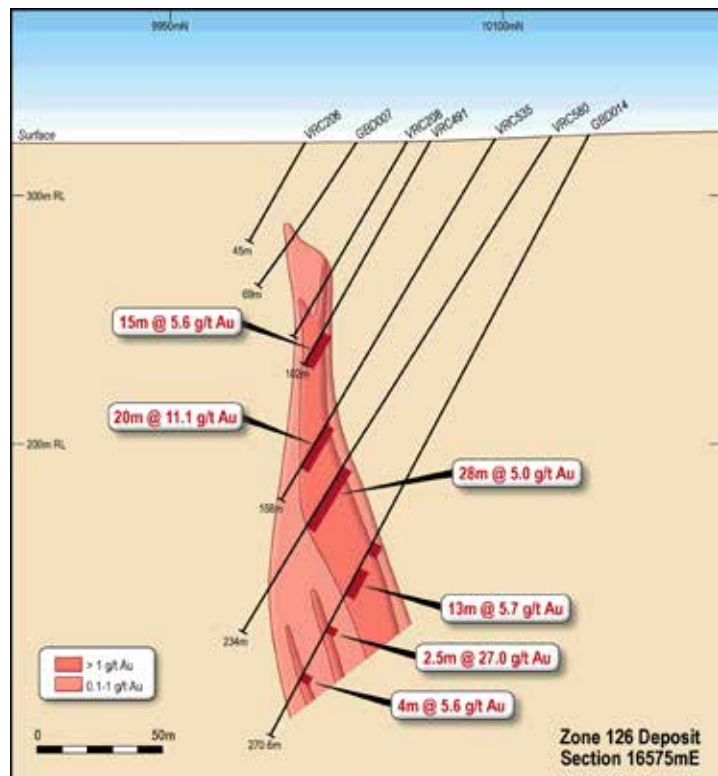 9950mN
10100mN
VRC206
GBD007
VRC208
VRC491
VRC535
VRC580
GBD014
Surface
300m RL
45m
69m
15m @ 5.6 g/t Au
102m
20m @ 11.1 g/t Au
200m RL
28m @ 5.0 g/t Au
158m
13m @ 5.7 g/t Au
234m
2.5m @ 27.0 g/t Au
> 1 g/t Au
0.1-1 g/t Au
4m @ 5.6 g/t Au
0
50m
270.6m
Zone 126 Deposit
Section 16575mE